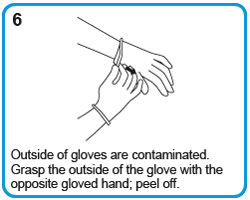 6
Outside of gloves are contaminated.
Grasp the outside of the glove with the
opposite gloved hand; peel off.